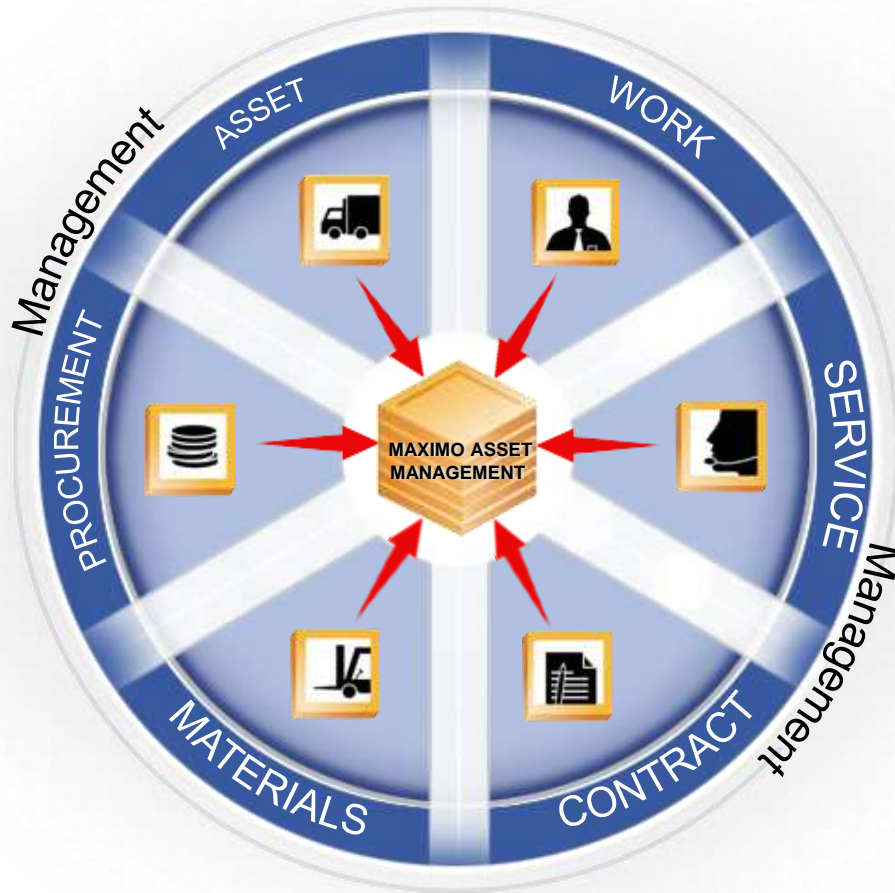 Management
ASSET
WORK
PROCUREMENT
SERVICE
MAXIMO ASSET
MANAGEMENT
Management
MATERIALS
CONTRACT